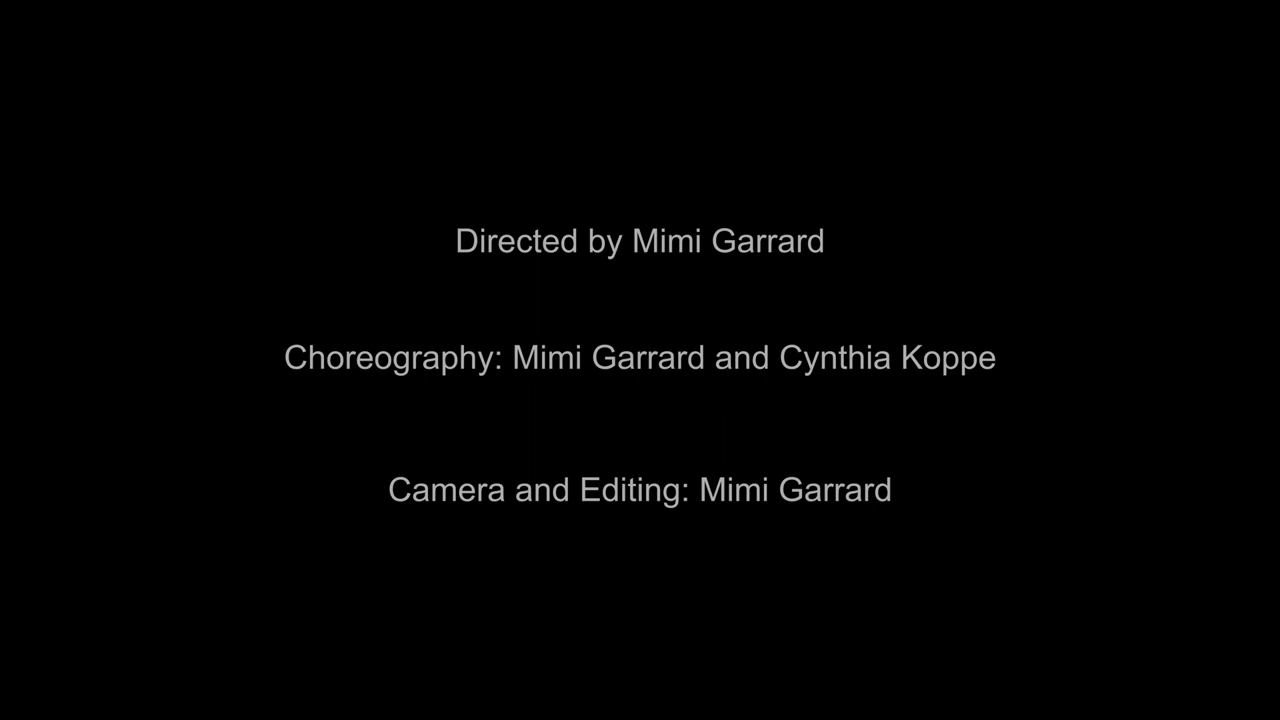 Directed by Mimi Garrard
Choreography: Mimi Garrard and Cynthia Koppe
Camera and Editing: Mimi Garrard